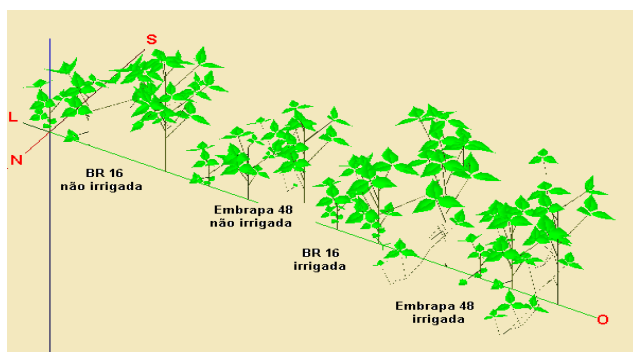 S
L
N
BR 16
não irrigada
Embrapa 48
não irrigada
BR 16
irrigada
Embrapa 48
irrigada
O